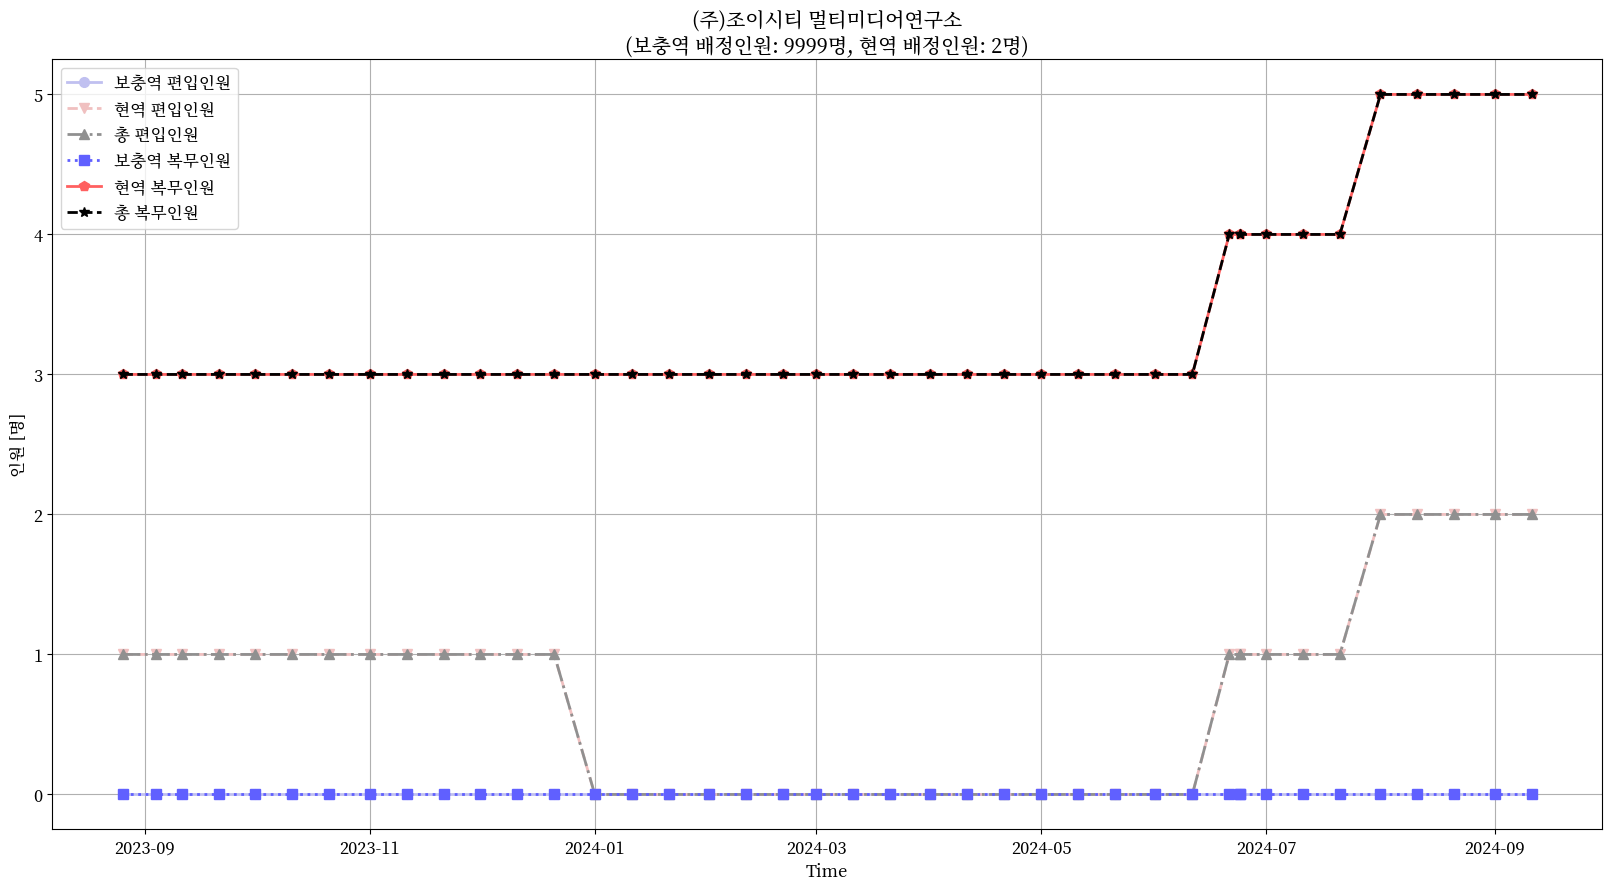 (주)조이시티 멀티미디어연구소
(보충역 배정인원: 9999명, 현역 배정인원: 2명)
보충역 편입인원
현역 편입인원
총 편입인원
보충역 복무인원
현역 복무인원
총 복무인원
인원 [명]
5
4
3
2
1
0
2023-09
2023-11
2024-01
2024-03
2024-05
2024-07
2024-09
Time